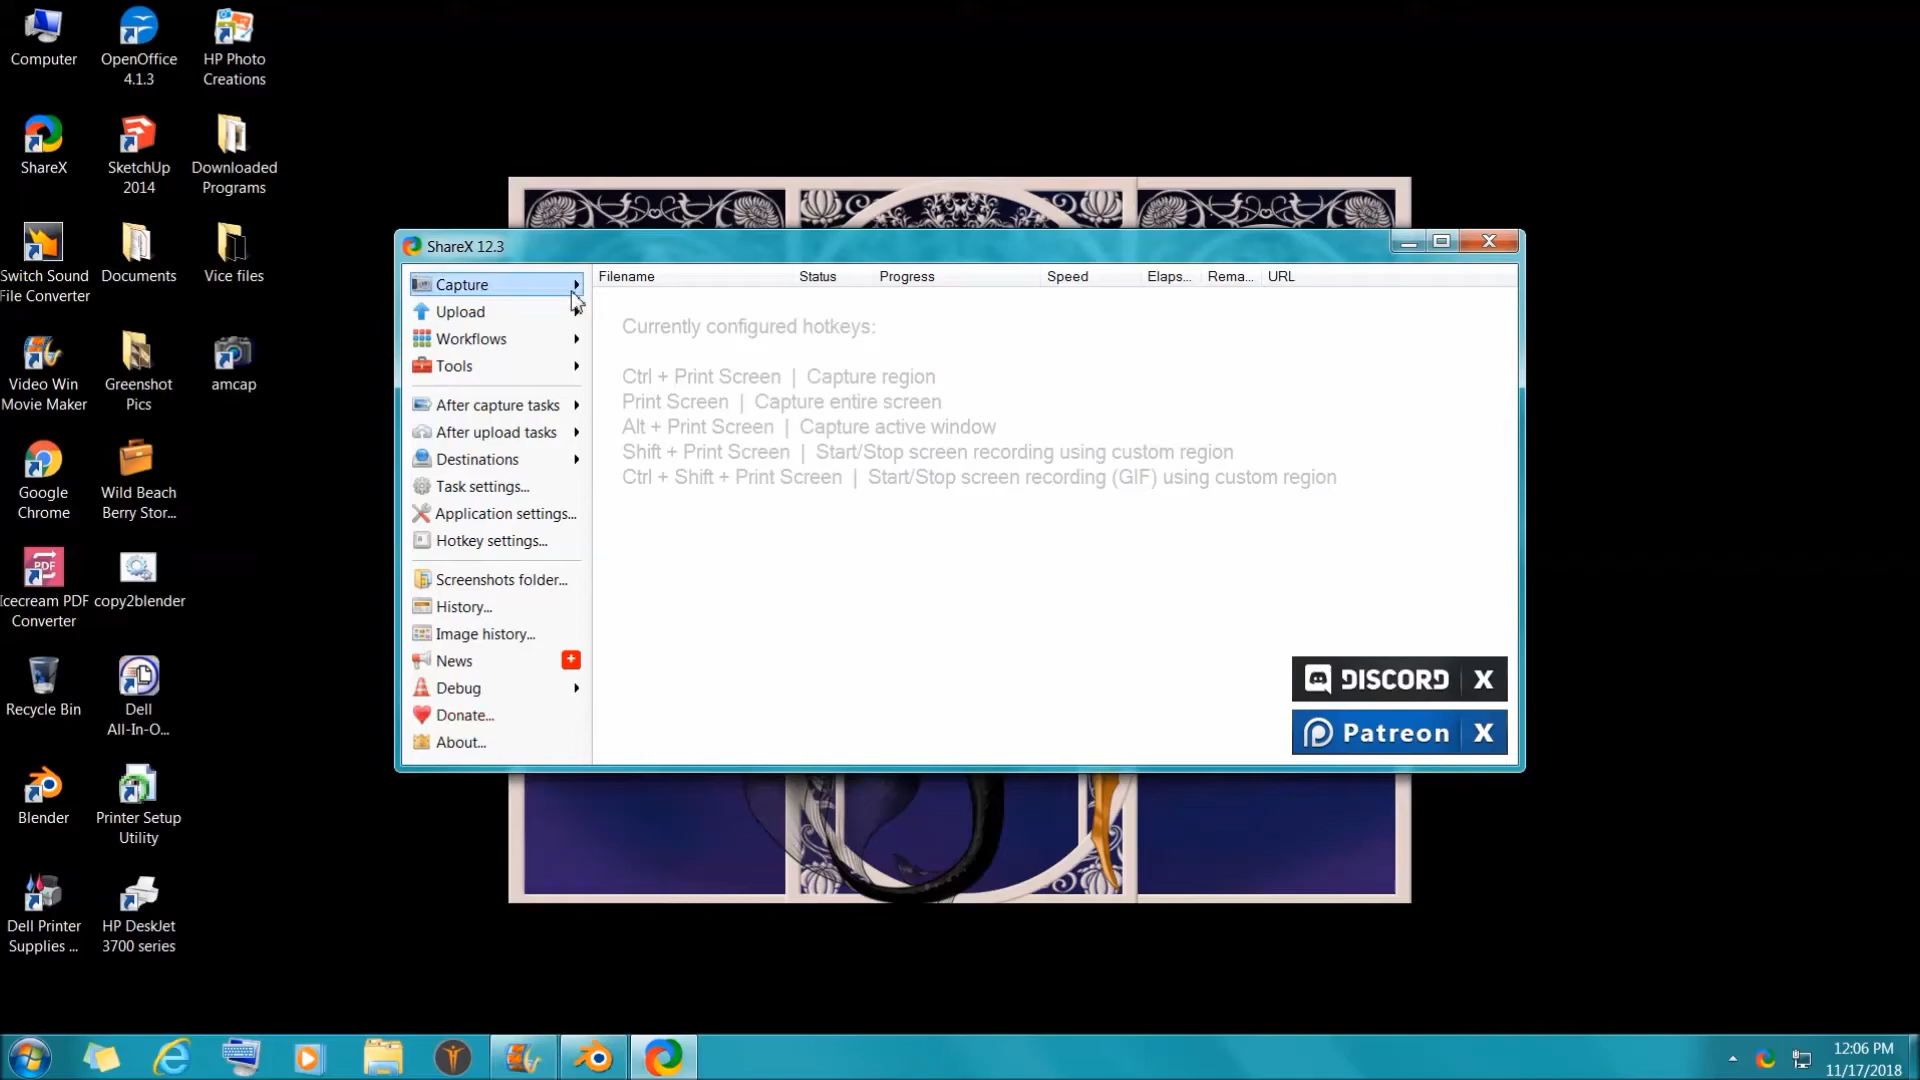 Computer
OpenOffice
4.1.3
HP Photo
Creations
ShareX
SketchUp
2014
Downloaded
Programs
Switch Sound
File Converter
Documents
Vice files
Video Win
Movie Maker
Greenshot
Pics
amcap
Google
Chrome
Wild Beach
Berry Stor...
PDF
Icecream PDF
Converter
copy2blender
Recycle Bin
Dell
All-In-O...
Blender
Printer Setup
Utility
Dell Printer
Supplies ...
HP DeskJet
3700 series
ShareX 12.3
Capture
Upload
Workflows
Tools
After capture tasks
After upload tasks
Destinations
Task settings...
Application settings...
Hotkey settings...
Screenshots folder...
History...
Image history...
News
Debug
Donate...
About...
Filename Status Progress Speed Elaps... Rema... URL
Currently configured hotkeys:
Ctrl + Print Screen | Capture region
Print Screen | Capture entire screen
Alt + Print Screen | Capture active window
Shift + Print Screen | Start/Stop screen recording using custom region
Ctrl + Shift + Print Screen | Start/Stop screen recording (GIF) using custom region
DISCORD X
Patreon X
12:06 PM
11/17/2018